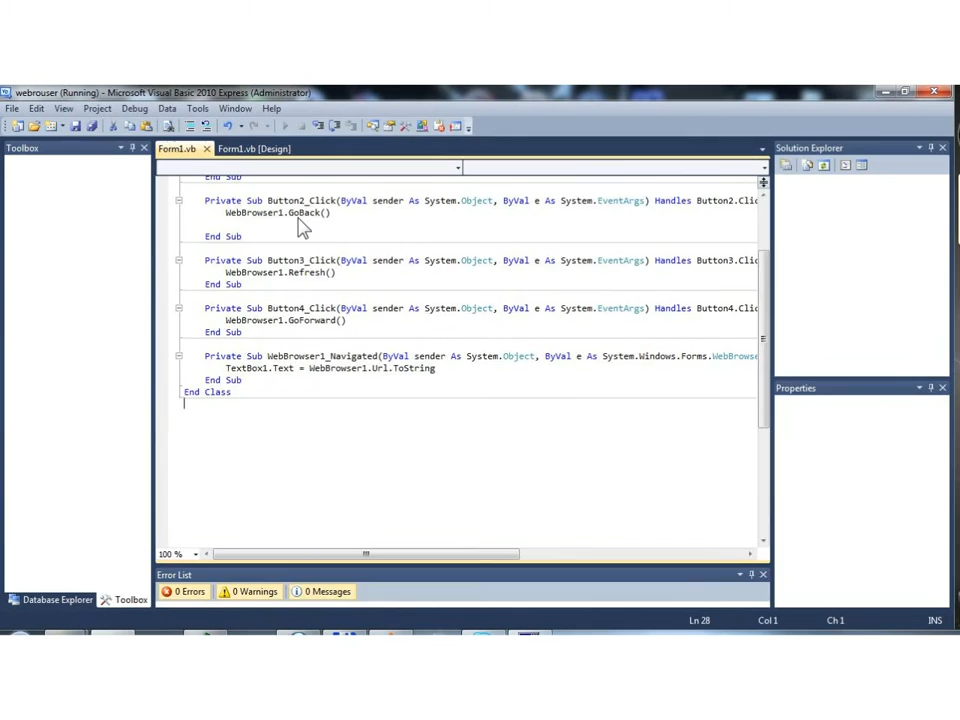 webrouser (Running) - Microsoft Visual Basic 2010 Express (Administrator)
File Edit View Project Debug Data Tools Window Help
Toolbox
Form1.vb Form1.vb [Design]
Solution Explorer
End Sub
Private Sub Button2_Click(ByVal sender As System.Object, ByVal e As System.EventArgs) Handles Button2.Clic
WebBrowser1.GoBack()
End Sub
Private Sub Button3_Click(ByVal sender As System.Object, ByVal e As System.EventArgs) Handles Button3.Clic
WebBrowser1.Refresh()
End Sub
Private Sub Button4_Click(ByVal sender As System.Object, ByVal e As System.EventArgs) Handles Button4.Clic
WebBrowser1.GoForward()
End Sub
Private Sub WebBrowser1_Navigated(ByVal sender As System.Object, ByVal e As System.Windows.Forms.WebBrowse
TextBox1.Text = WebBrowser1.Url.ToString
End Sub
End Class
Properties
100 %
Error List
0 Errors 0 Warnings 0 Messages
Database Explorer Toolbox
Ln 28 Col 1 Ch 1 INS